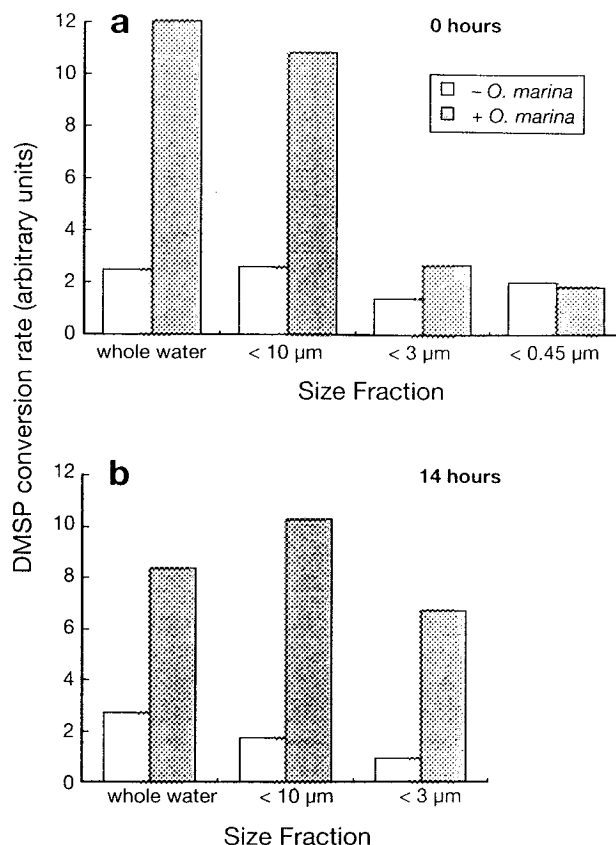 a
0 hours
– O. marina
+ O. marina
12
10
8
6
4
2
0
whole water
< 10 µm
< 3 µm
< 0.45 µm
Size Fraction
DMSP conversion rate (arbitrary units)
b
14 hours
12
10
8
6
4
2
0
whole water
< 10 µm
< 3 µm
Size Fraction